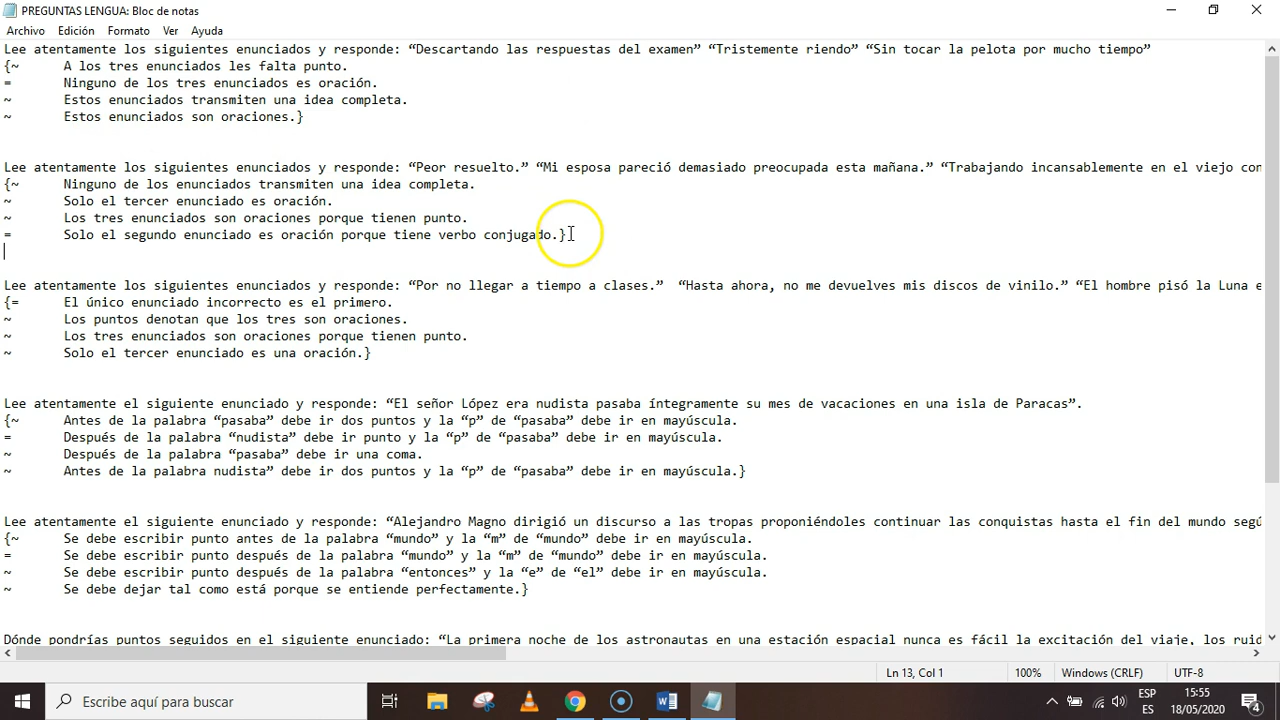 PREGUNTAS LENGUA: Bloc de notas
Archivo Edición Formato Ver Ayuda
Lee atentamente los siguientes enunciados y responde: “Descartando las respuestas del examen” “Tristemente riendo” “Sin tocar la pelota por mucho tiempo”
{~ A los tres enunciados les falta punto.
= Ninguno de los tres enunciados es oración.
~ Estos enunciados transmiten una idea completa.
~ Estos enunciados son oraciones.}
Lee atentamente los siguientes enunciados y responde: “Peor resuelto.” “Mi esposa pareció demasiado preocupada esta mañana.” “Trabajando incansablemente en el viejo con
{~ Ninguno de los enunciados transmiten una idea completa.
~ Solo el tercer enunciado es oración.
~ Los tres enunciados son oraciones porque tienen punto.
= Solo el segundo enunciado es oración porque tiene verbo conjugado.}
Lee atentamente los siguientes enunciados y responde: “Por no llegar a tiempo a clases.” “Hasta ahora, no me devuelves mis discos de vinilo.” “El hombre pisó la Luna e
{= El único enunciado incorrecto es el primero.
~ Los puntos denotan que los tres son oraciones.
~ Los tres enunciados son oraciones porque tienen punto.
~ Solo el tercer enunciado es una oración.}
Lee atentamente el siguiente enunciado y responde: “El señor López era nudista pasaba íntegramente su mes de vacaciones en una isla de Paracas”.
{~ Antes de la palabra “pasaba” debe ir dos puntos y la “p” de “pasaba” debe ir en mayúscula.
= Después de la palabra “nudista” debe ir punto y la “p” de “pasaba” debe ir en mayúscula.
~ Después de la palabra “pasaba” debe ir una coma.
~ Antes de la palabra nudista” debe ir dos puntos y la “p” de “pasaba” debe ir en mayúscula.}
Lee atentamente el siguiente enunciado y responde: “Alejandro Magno dirigió un discurso a las tropas proponiéndoles continuar las conquistas hasta el fin del mundo segú
{~ Se debe escribir punto antes de la palabra “mundo” y la “m” de “mundo” debe ir en mayúscula.
= Se debe escribir punto después de la palabra “mundo” y la “m” de “mundo” debe ir en mayúscula.
~ Se debe escribir punto después de la palabra “entonces” y la “e” de “el” debe ir en mayúscula.
~ Se debe dejar tal como está porque se entiende perfectamente.}
Dónde pondrías puntos seguidos en el siguiente enunciado: “La primera noche de los astronautas en una estación espacial nunca es fácil la excitación del viaje, los ruid
Ln 13, Col 1 100% Windows (CRLF) UTF-8
Escribe aquí para buscar
ESP 15:55
ES 18/05/2020 4